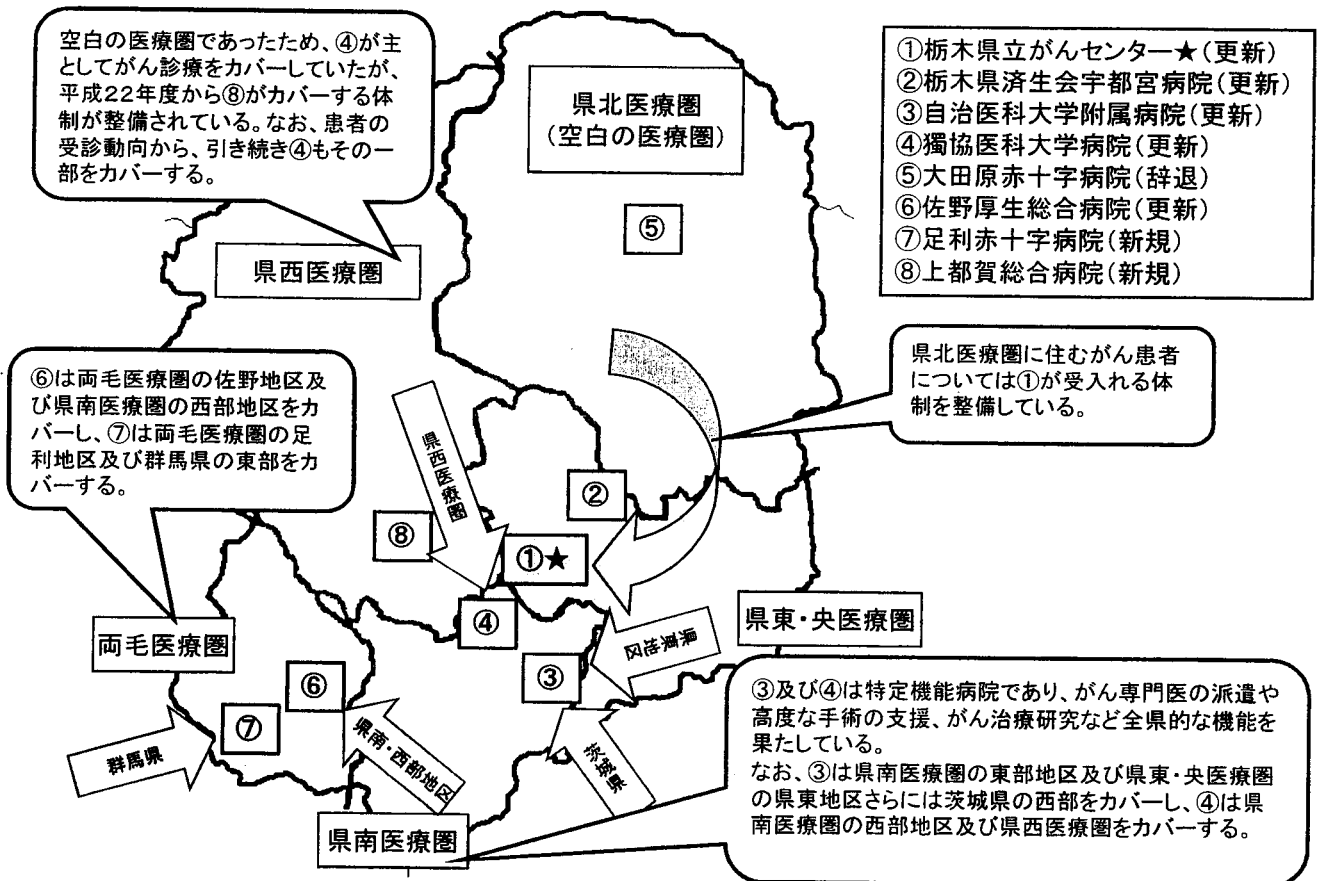 空白の医療圏であったため、④が主
としてがん診療をカバーしていたが、
平成22年度から⑧がカバーする体
制が整備されている。なお、患者の
受診動向から、引き続き④もその一
部をカバーする。
県北医療圏
(空白の医療圏)
①栃木県立がんセンター★(更新)
②栃木県済生会宇都宮病院(更新)
③自治医科大学附属病院(更新)
④獨協医科大学病院(更新)
⑤大田原赤十字病院(辞退)
⑥佐野厚生総合病院(更新)
⑦足利赤十字病院(新規)
⑧上都賀総合病院(新規)
⑤
県西医療圏
県北医療圏に住むがん患者
については①が受入れる体
制を整備している。
⑥は両毛医療圏の佐野地区及
び県南医療圏の西部地区をカ
バーし、⑦は両毛医療圏の足
利地区及び群馬県の東部をカ
バーする。
県西医療圏
②
⑧
①★
④
県東・央医療圏
県東地区
両毛医療圏
③
⑥
⑦
群馬県
県南・西部地区
茨城県
県南医療圏
③及び④は特定機能病院であり、がん専門医の派遣や
高度な手術の支援、がん治療研究など全県的な機能を
果たしている。
なお、③は県南医療圏の東部地区及び県東・央医療圏
の県東地区さらには茨城県の西部をカバーし、④は県
南医療圏の西部地区及び県西医療圏をカバーする。